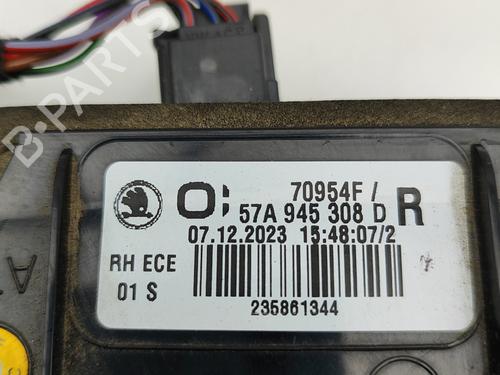 B-PARTS
70954F /
57A 945 308 D R
07.12.2023 15:48:07/2
RH ECE
01 S
235861344